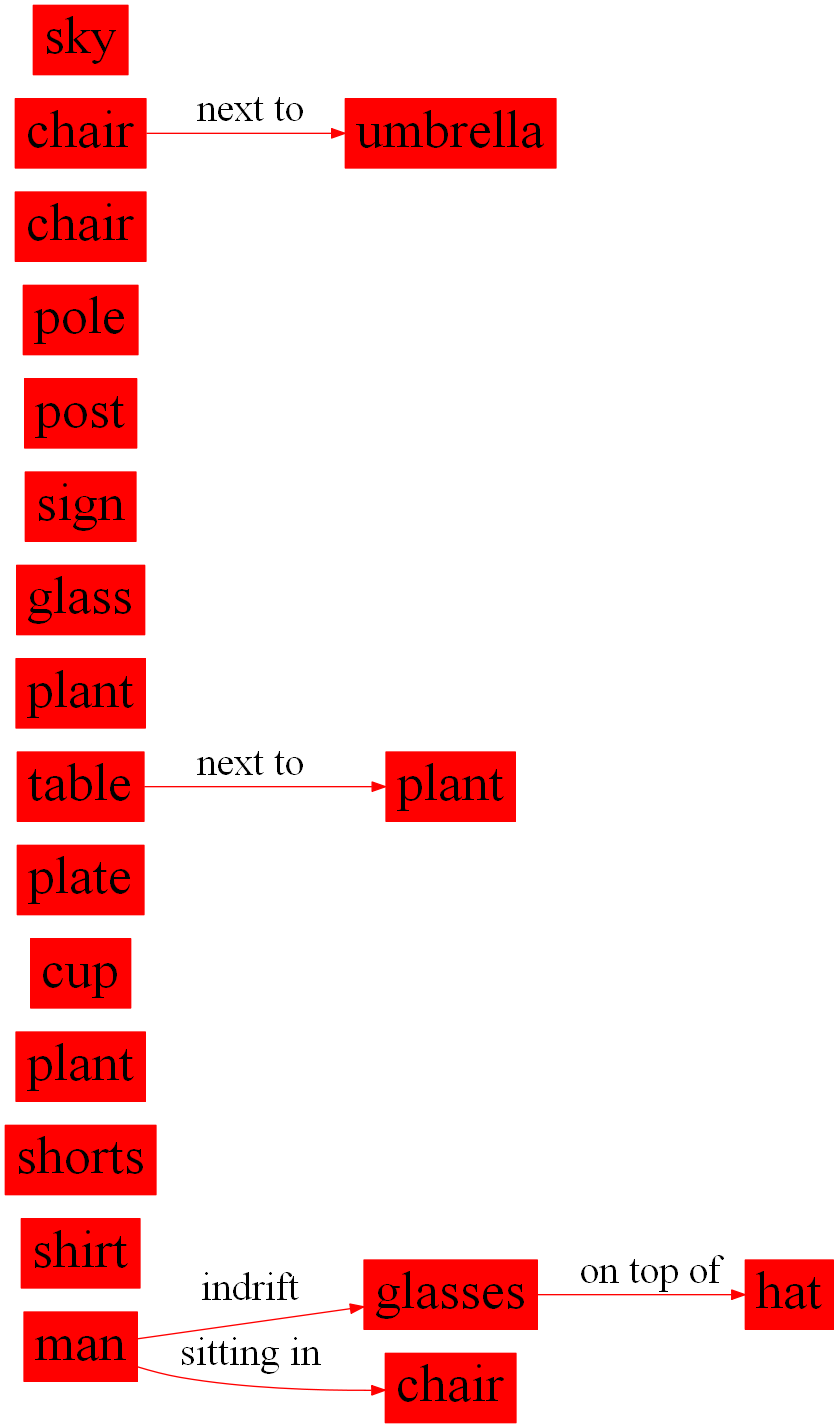 sky
chair next to umbrella
chair
pole
post
sign
glass
plant
table next to plant
plate
cup
plant
shorts
shirt
man indrift glasses on top of hat
sitting in chair